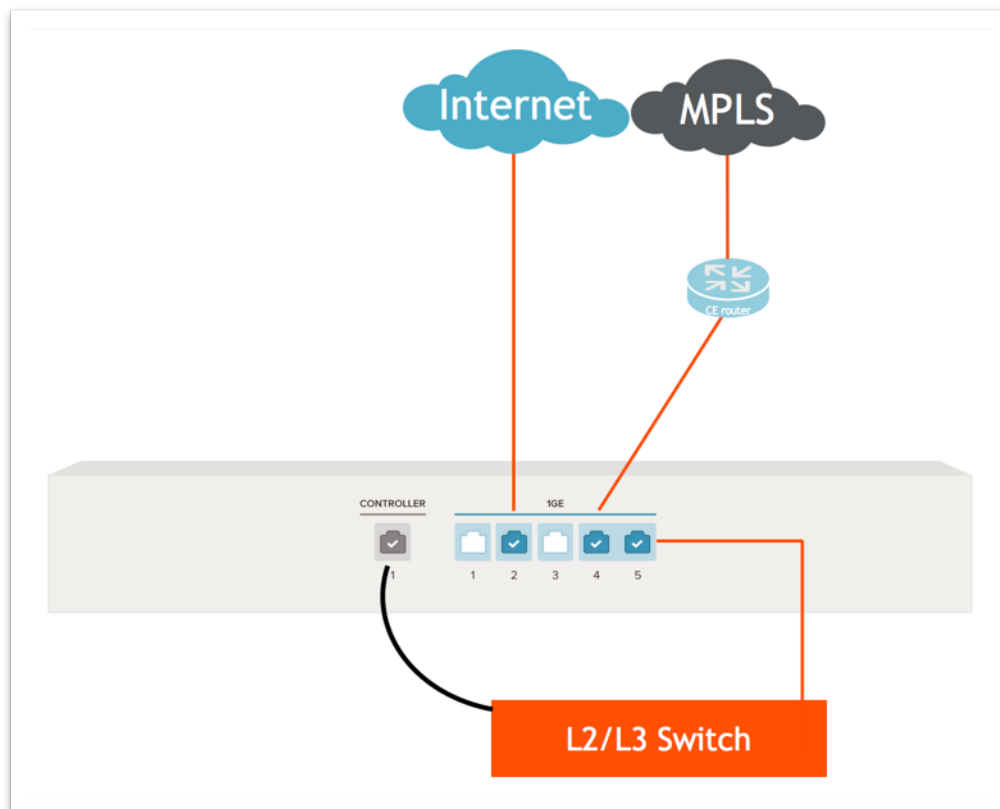 Internet
MPLS
CE router
CONTROLLER
1GE
1
1
2
3
4
5
L2/L3 Switch